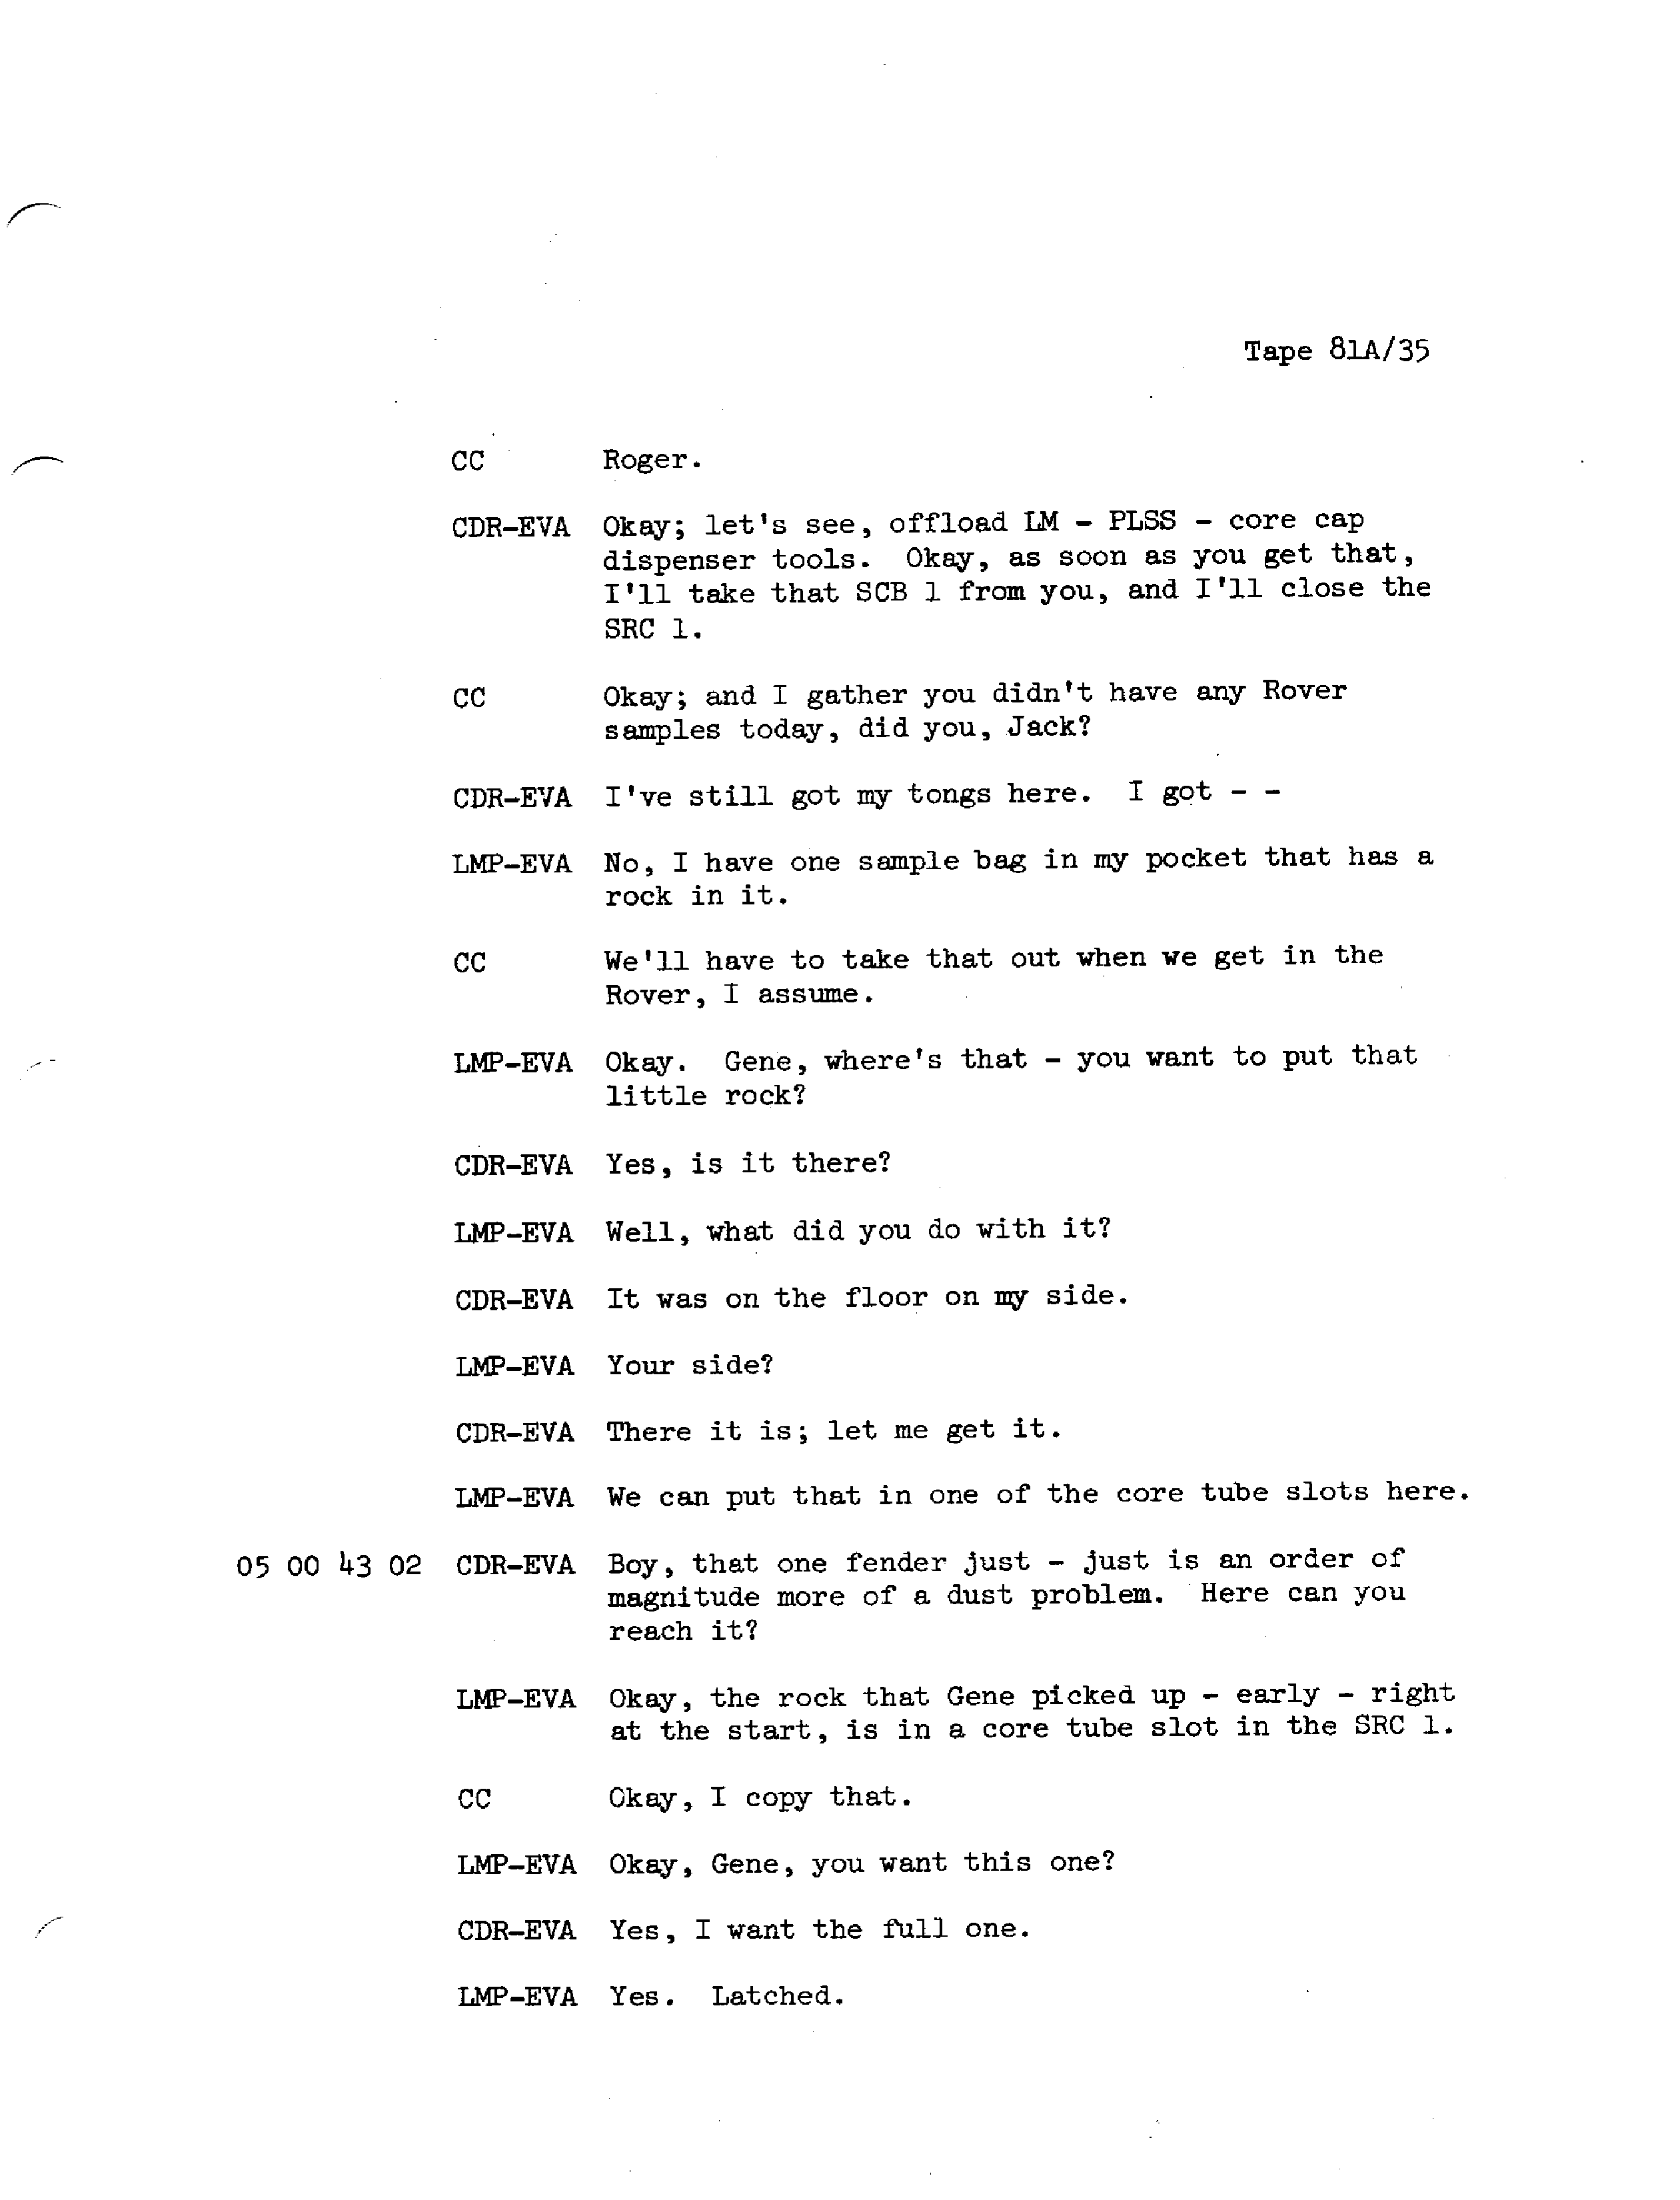 Tape 81A/35
CC Roger.
CDR-EVA Okay; let's see, offload LM - PLSS - core cap
dispenser tools. Okay, as soon as you get that,
I'll take that SCB 1 from you, and I'll close the
SRC 1.
CC Okay; and I gather you didn't have any Rover
samples today, did you, Jack?
CDR-EVA I've still got my tongs here. I got - -
LMP-EVA No, I have one sample bag in my pocket that has a
rock in it.
CC We'll have to take that out when we get in the
Rover, I assume.
LMP-EVA Okay. Gene, where's that - you want to put that
little rock?
CDR-EVA Yes, is it there?
LMP-EVA Well, what did you do with it?
CDR-EVA It was on the floor on my side.
LMP-EVA Your side?
CDR-EVA There it is; let me get it.
LMP-EVA We can put that in one of the core tube slots here.
05 00 43 02 CDR-EVA Boy, that one fender just - just is an order of
magnitude more of a dust problem. Here can you
reach it?
LMP-EVA Okay, the rock that Gene picked up - early - right
at the start, is in a core tube slot in the SRC 1.
CC Okay, I copy that.
LMP-EVA Okay, Gene, you want this one?
CDR-EVA Yes, I want the full one.
LMP-EVA Yes. Latched.